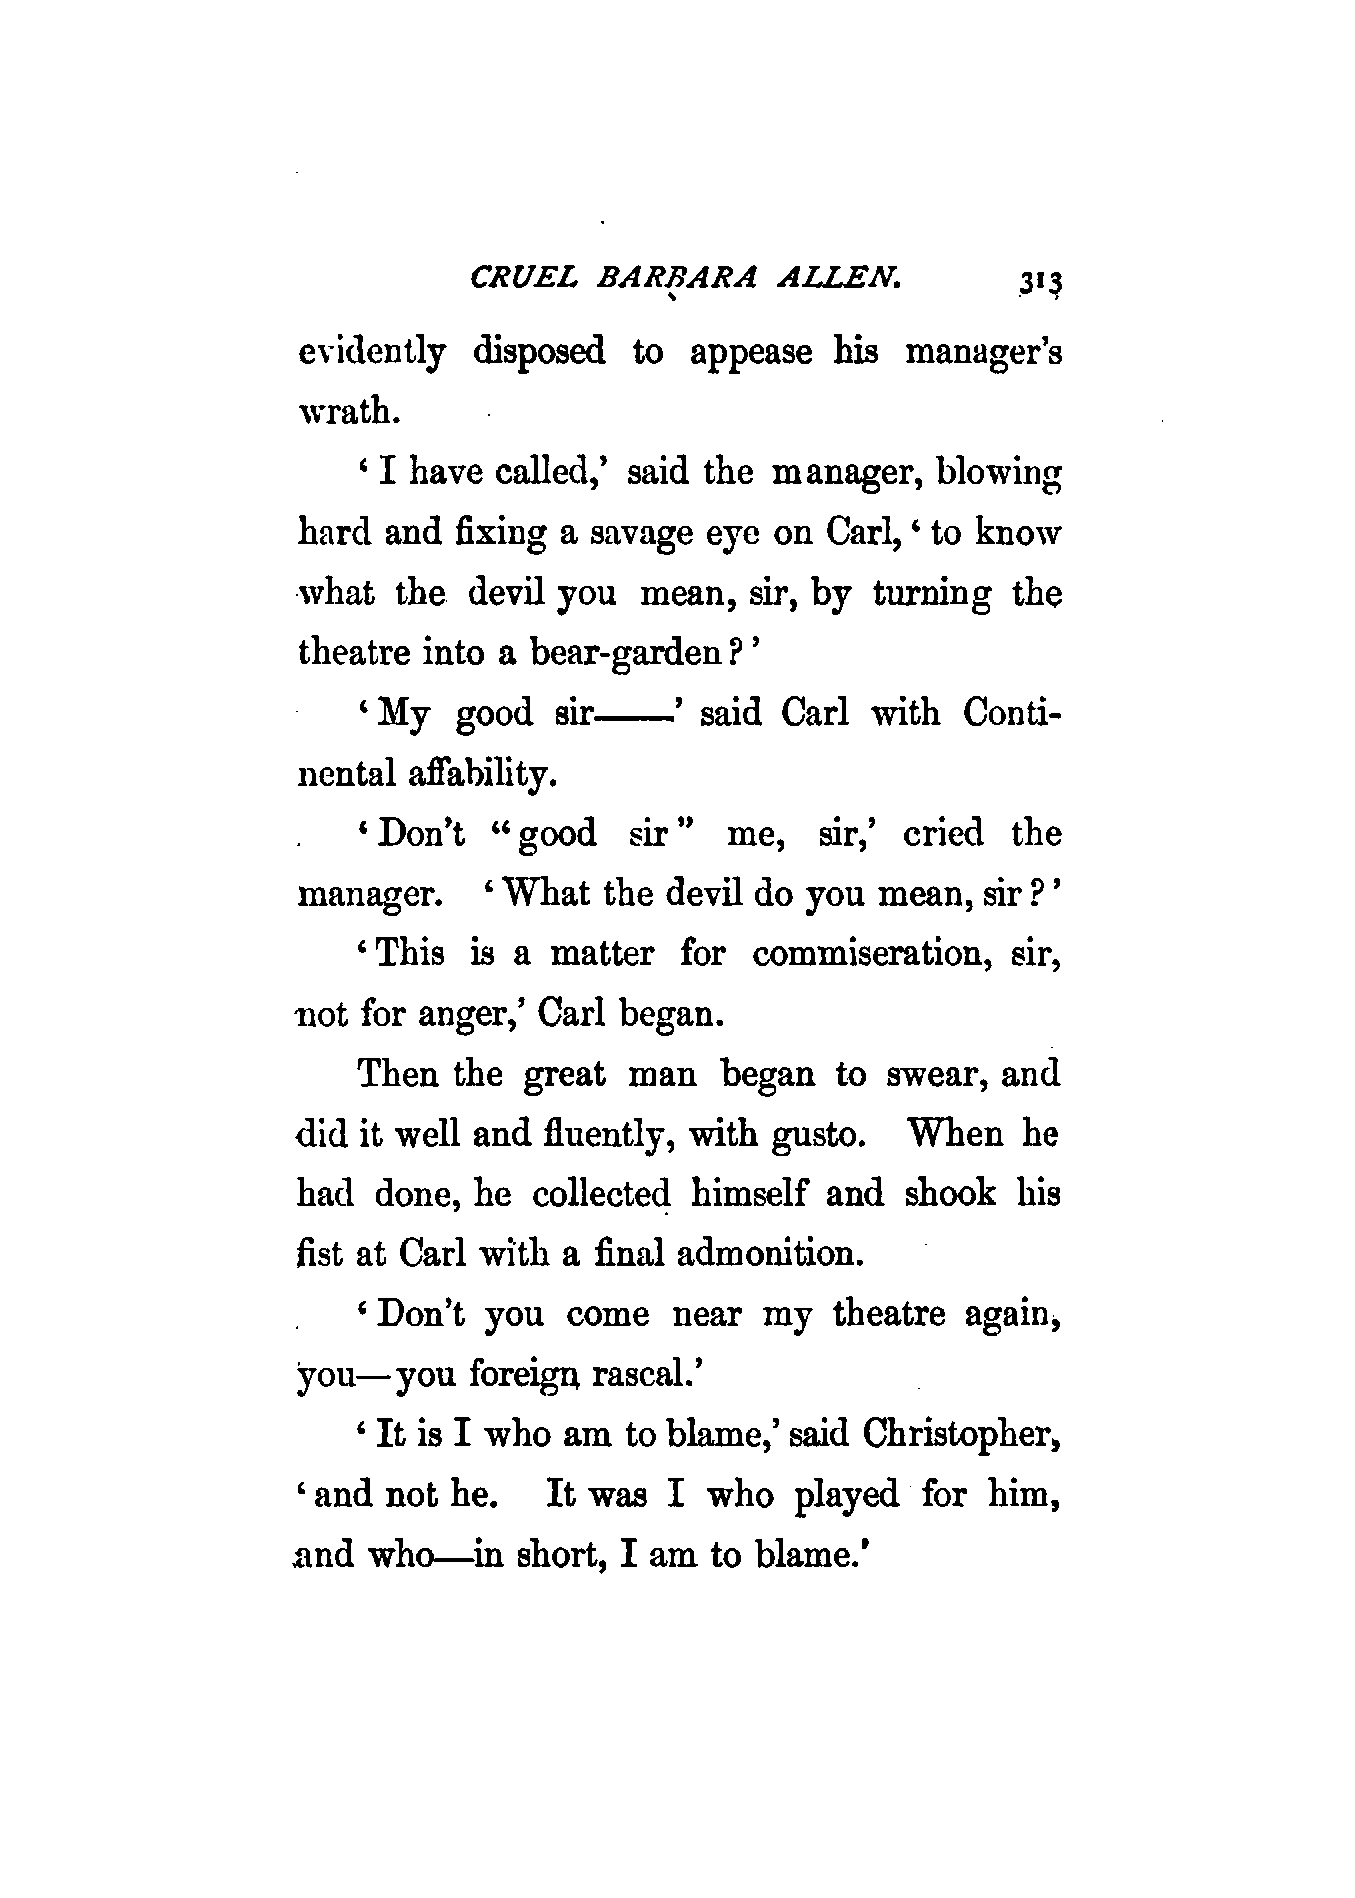 CRUEL BARBARA ALLEN. 313
evidently disposed to appease his manager's
wrath.
‘I have called,’ said the manager, blowing
hard and fixing a savage eye on Carl, ‘to know
what the devil you mean, sir, by turning the
theatre into a bear-garden?’
‘My good sir——’ said Carl with Conti-
nental affability.
‘Don't “good sir” me, sir,’ cried the
manager. ‘What the devil do you mean, sir?’
‘This is a matter for commiseration, sir,
not for anger,’ Carl began.
Then the great man began to swear, and
did it well and fluently, with gusto. When he
had done, he collected himself and shook his
fist at Carl with a final admonition.
‘Don't you come near my theatre again,
you—you foreign rascal.’
‘It is I who am to blame,’ said Christopher,
‘and not he. It was I who played for him,
and who—in short, I am to blame.’